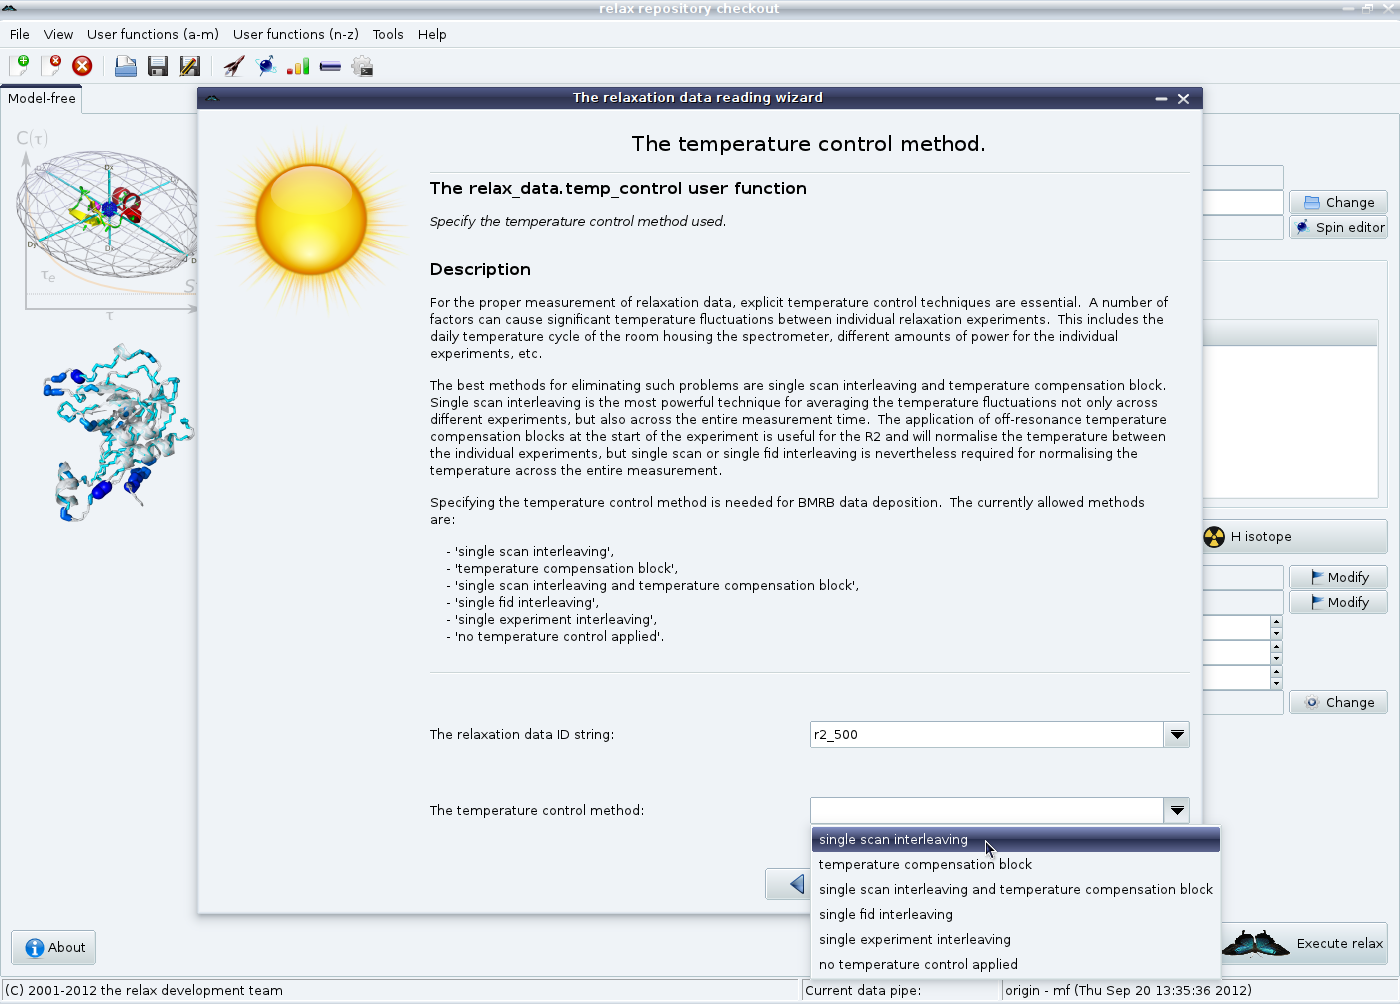 relax repository checkout
File View User functions (a-m) User functions (n-z) Tools Help
Model-free
The relaxation data reading wizard
C(τ)
The temperature control method.
The relax_data.temp_control user function
Specify the temperature control method used.
Change
Spin editor
Description
τe
S
τ
For the proper measurement of relaxation data, explicit temperature control techniques are essential.  A number of
factors can cause significant temperature fluctuations between individual relaxation experiments.  This includes the
daily temperature cycle of the room housing the spectrometer, different amounts of power for the individual
experiments, etc.
The best methods for eliminating such problems are single scan interleaving and temperature compensation block.
Single scan interleaving is the most powerful technique for averaging the temperature fluctuations not only across
different experiments, but also across the entire measurement time.  The application of off-resonance temperature
compensation blocks at the start of the experiment is useful for the R2 and will normalise the temperature between
the individual experiments, but single scan or single fid interleaving is nevertheless required for normalising the
temperature across the entire measurement.
Specifying the temperature control method is needed for BMRB data deposition.  The currently allowed methods
are:
- 'single scan interleaving',
- 'temperature compensation block',
- 'single scan interleaving and temperature compensation block',
- 'single fid interleaving',
- 'single experiment interleaving',
- 'no temperature control applied'.
H isotope
Modify
Modify
Change
The relaxation data ID string: r2_500
The temperature control method:
single scan interleaving
temperature compensation block
single scan interleaving and temperature compensation block
single fid interleaving
single experiment interleaving
no temperature control applied
About
Execute relax
(C) 2001-2012 the relax development team
Current data pipe:
origin - mf (Thu Sep 20 13:35:36 2012)